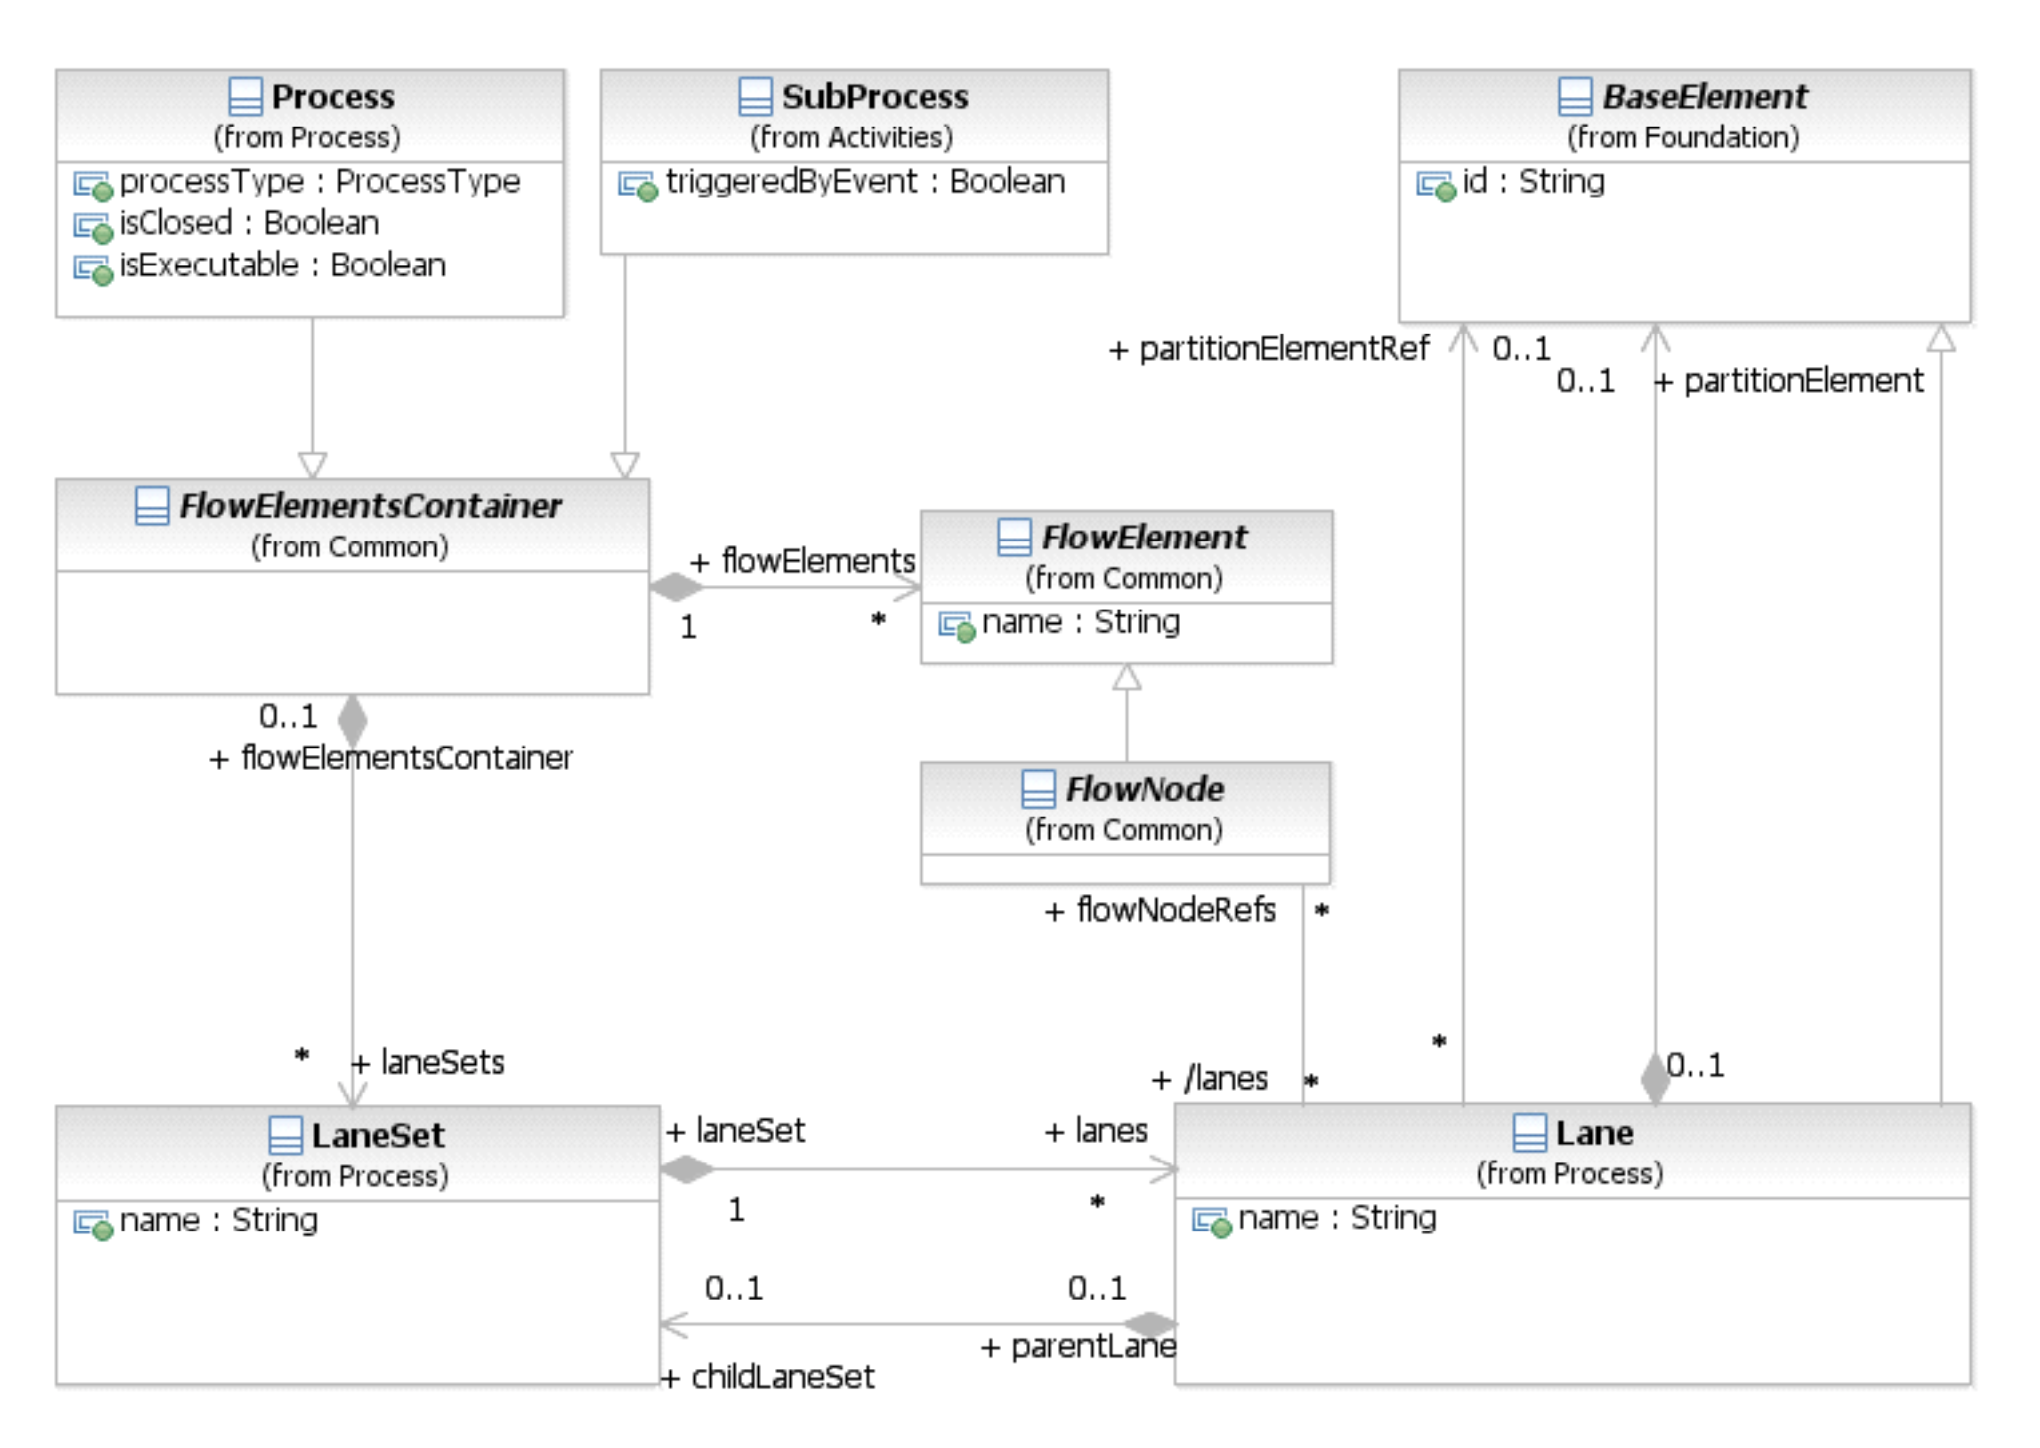 Process
(from Process)
processType : ProcessType
isClosed : Boolean
isExecutable : Boolean
SubProcess
(from Activities)
triggeredByEvent : Boolean
BaseElement
(from Foundation)
id : String
+ partitionElementRef
0..1
0..1
+ partitionElement
FlowElementsContainer
(from Common)
+ flowElements
1
*
FlowElement
(from Common)
name : String
0..1
+ flowElementsContainer
FlowNode
(from Common)
+ flowNodeRefs
*
*
+ laneSets
+ /lanes
*
*
0..1
LaneSet
(from Process)
name : String
+ laneSet
+ lanes
1
*
Lane
(from Process)
name : String
0..1
0..1
+ parentLane
+ childLaneSet